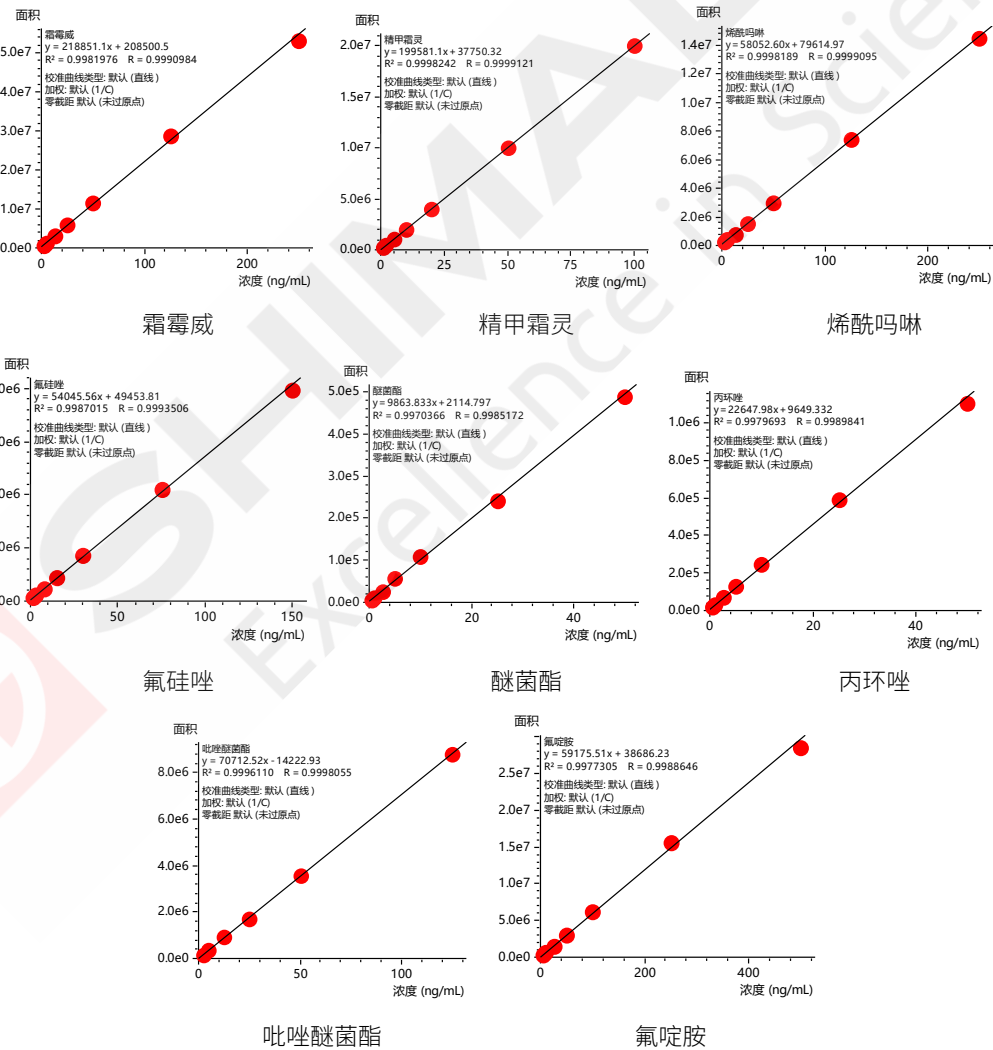 面积
霜霉威
y = 218851.1x + 208500.5
R² = 0.9981976 R = 0.9990984
校准曲线类型: 默认 (直线 )
加权: 默认 (1/C)
零截距 默认 (未过原点)
5.0e7
4.0e7
3.0e7
2.0e7
1.0e7
0.0e0
0 100 200
浓度 (ng/mL)
霜霉威
面积
精甲霜灵
y = 199581.1x + 37750.32
R² = 0.9998242 R = 0.9999121
校准曲线类型: 默认 (直线 )
加权: 默认 (1/C)
零截距 默认 (未过原点)
2.0e7
1.5e7
1.0e7
5.0e6
0.0e0
0 25 50 75 100
浓度 (ng/mL)
精甲霜灵
面积
烯酰吗啉
y = 58052.60x + 79614.97
R² = 0.9998189 R = 0.9999095
校准曲线类型: 默认 (直线 )
加权: 默认 (1/C)
零截距 默认 (未过原点)
1.4e7
1.2e7
1.0e7
8.0e6
6.0e6
4.0e6
2.0e6
0.0e0
0 100 200
浓度 (ng/mL)
烯酰吗啉
面积
氟硅唑
y = 54045.56x + 49453.81
R² = 0.9987015 R = 0.9993506
校准曲线类型: 默认 (直线 )
加权: 默认 (1/C)
零截距 默认 (未过原点)
0e6
0e6
0e6
0e6
0e0
0 50 100 150
浓度 (ng/mL)
氟硅唑
面积
醚菌酯
y = 9863.833x + 2114.797
R² = 0.9970366 R = 0.9985172
校准曲线类型: 默认 (直线 )
加权: 默认 (1/C)
零截距 默认 (未过原点)
5.0e5
4.0e5
3.0e5
2.0e5
1.0e5
0.0e0
0 20 40
浓度 (ng/mL)
醚菌酯
面积
丙环唑
y = 22647.98x + 9649.332
R² = 0.9979693 R = 0.9989841
校准曲线类型: 默认 (直线 )
加权: 默认 (1/C)
零截距 默认 (未过原点)
1.0e6
8.0e5
6.0e5
4.0e5
2.0e5
0.0e0
0 20 40
浓度 (ng/mL)
丙环唑
面积
吡唑醚菌酯
y = 70712.52x - 14222.93
R² = 0.9996110 R = 0.9998055
校准曲线类型: 默认 (直线 )
加权: 默认 (1/C)
零截距 默认 (未过原点)
8.0e6
6.0e6
4.0e6
2.0e6
0.0e0
0 50 100
浓度 (ng/mL)
吡唑醚菌酯
面积
氟啶胺
y = 59175.51x + 38686.23
R² = 0.9977305 R = 0.9988646
校准曲线类型: 默认 (直线 )
加权: 默认 (1/C)
零截距 默认 (未过原点)
2.5e7
2.0e7
1.5e7
1.0e7
5.0e6
0.0e0
0 200 400
浓度 (ng/mL)
氟啶胺
SHIMA
Excellence in Scien